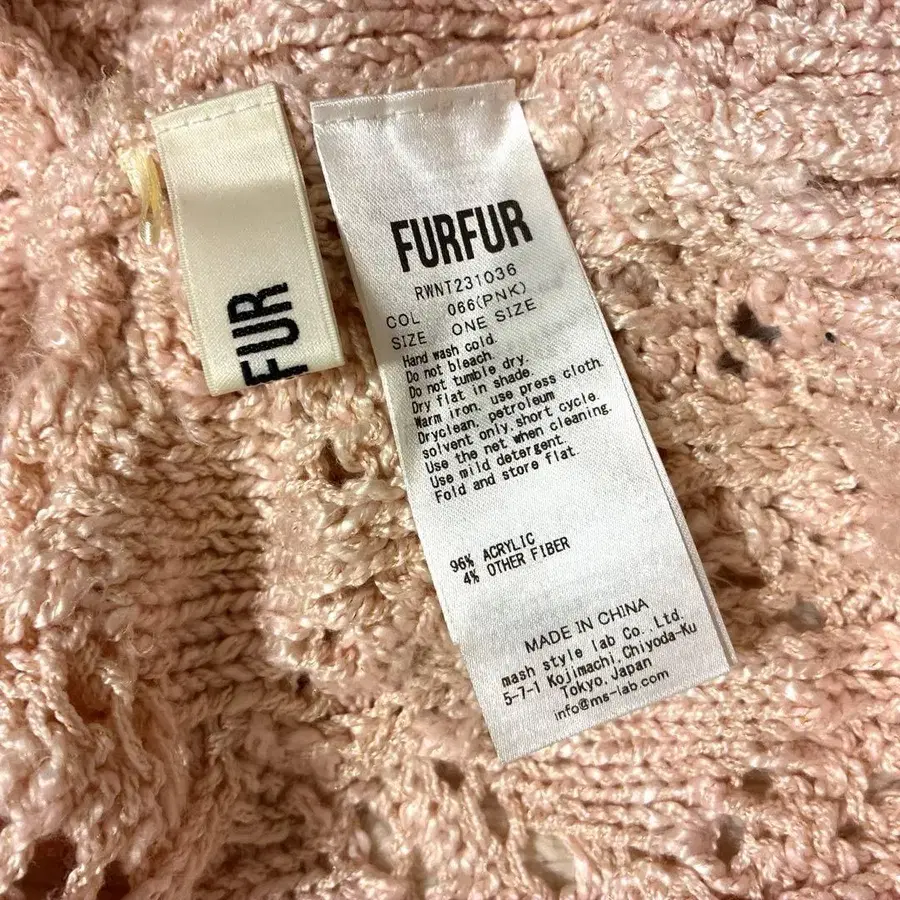 FUR
FURFUR
RWNT231036
COL 066(PNK)
SIZE ONE SIZE
Hand wash cold.
Do not bleach.
Do not tumble dry.
Dry flat in shade.
Warm iron, use press cloth.
Dryclean, petroleum
solvent only,short cycle.
Use the net when cleaning.
Use mild detergent.
Fold and store flat.
96% ACRYLIC
4% OTHER FIBER
MADE IN CHINA
mash style lab Co., Ltd.
5-7-1 Kojimachi,Chiyoda-Ku
Tokyo,Japan
info@ms-lab.com